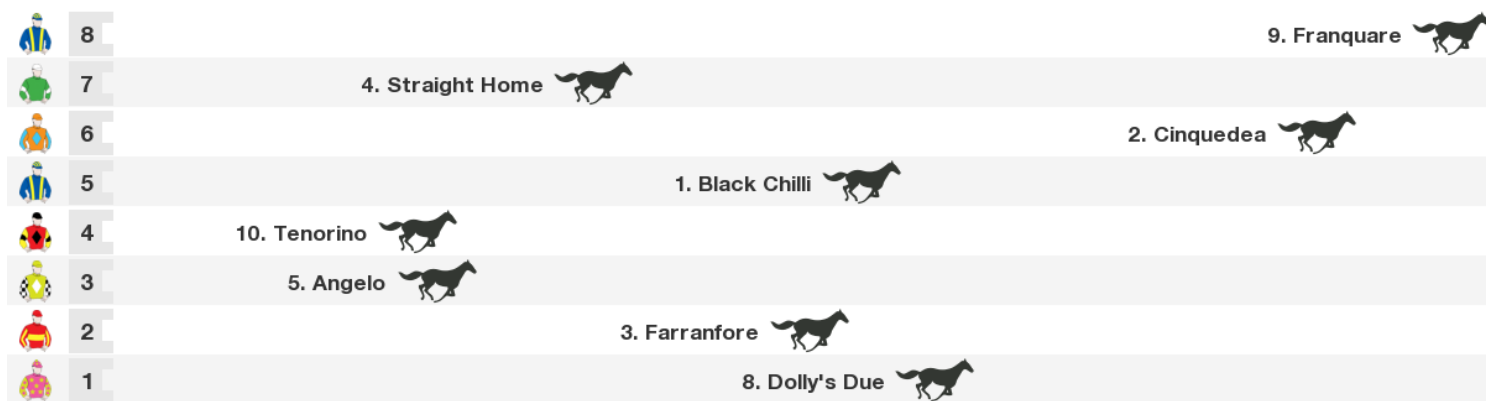 8 9. Franquare
7 4. Straight Home
6 2. Cinquedea
5 1. Black Chilli
4 10. Tenorino
3 5. Angelo
2 3. Farranfore
1 8. Dolly's Due